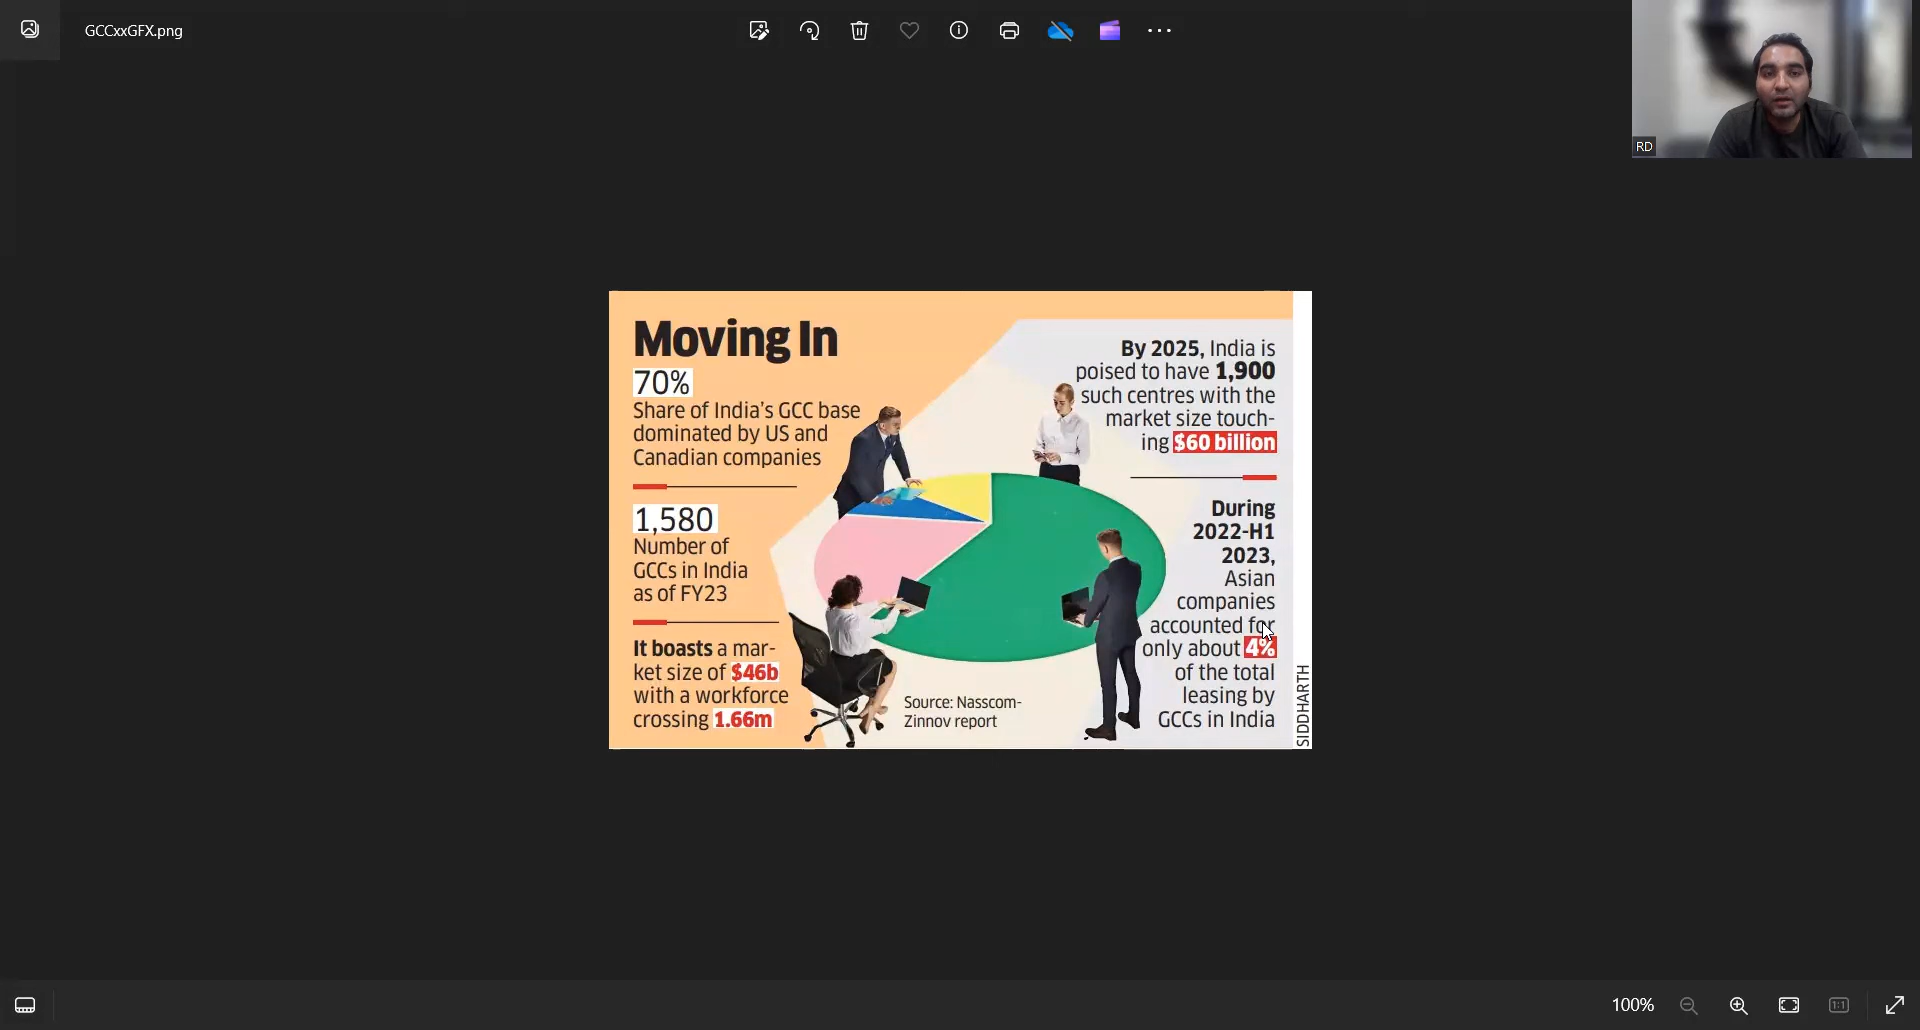 GCCxxGFX.png
RD
Moving In
70%
Share of India's GCC base
dominated by US and
Canadian companies
1,580
Number of
GCCs in India
as of FY23
It boasts a mar-
ket size of $46b
with a workforce
crossing 1.66m
Source: Nasscom-
Zinnov report
By 2025, India is
poised to have 1,900
such centres with the
market size touch-
ing $60 billion
During
2022-H1
2023,
Asian
companies
accounted for
only about 4%
of the total
leasing by
GCCs in India
SIDDHARTH
100%
1:1